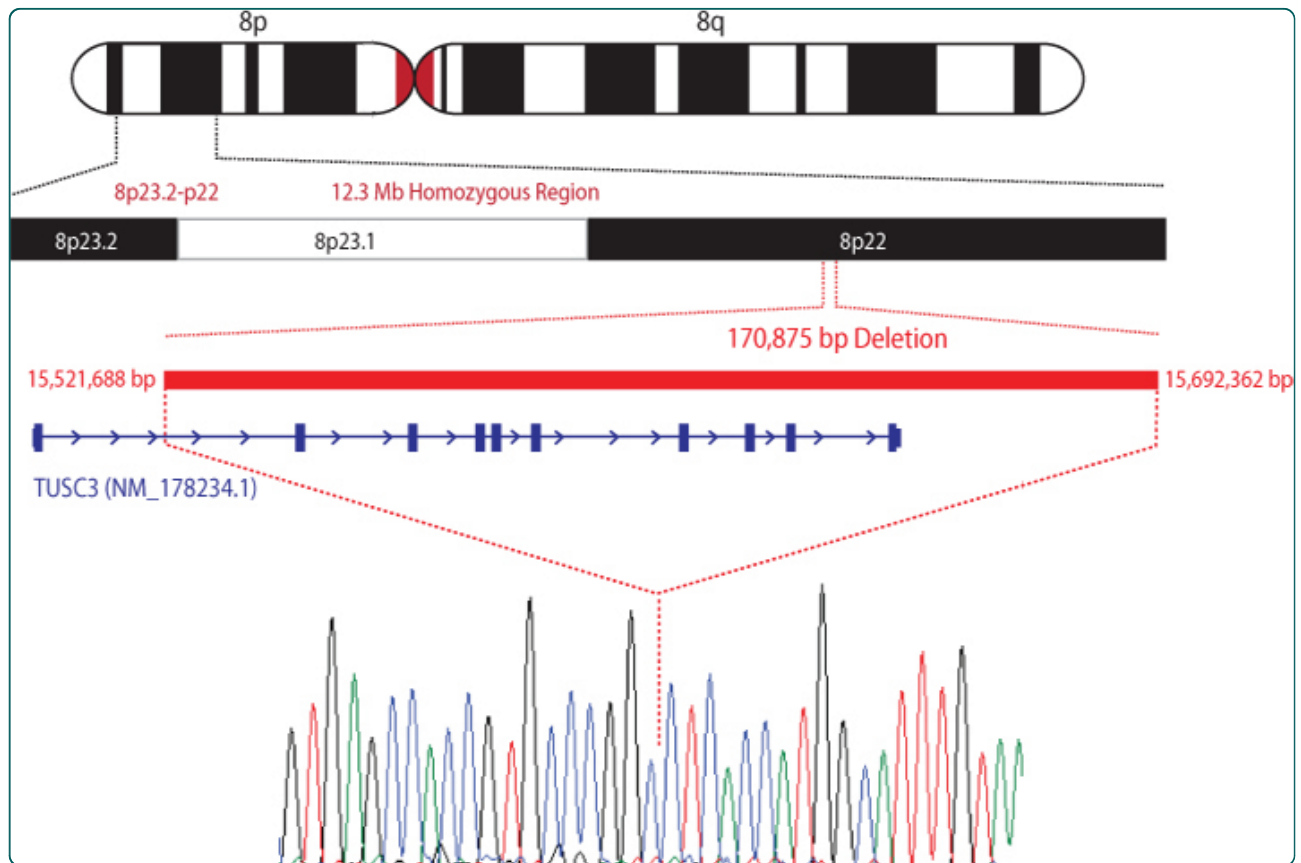 8p 8q
8p23.2-p22 12.3 Mb Homozygous Region
8p23.2 8p23.1 8p22
170,875 bp Deletion
15,521,688 bp 15,692,362 bp
TUSC3 (NM_178234.1)